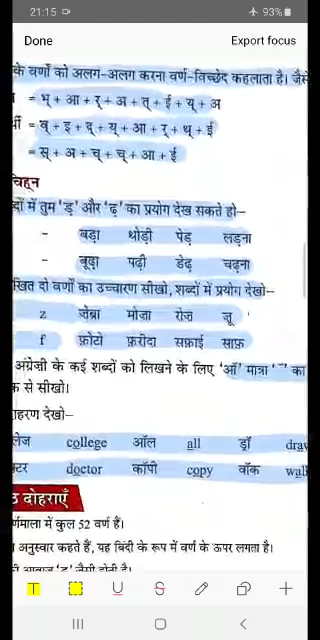 21:15 93%
Done Export focus
के वर्णों को अलग-अलग करना वर्ण-विच्छेद कहलाता है। जैसे
= भ् + आ + र् + अ + त् + ई + य् + अ
र्थी = व् + इ + द् + य् + आ + र् + थ् + ई
= स् + अ + च् + च् + आ + ई
चिह्न
दों में तुम 'ड़' और 'ढ़' का प्रयोग देख सकते हो–
- बड़ा थोड़ी पेड़ लड़ना
- बूढ़ा पढ़ी डेढ़ चढ़ना
खित दो वर्णों का उच्चारण सीखो, शब्दों में प्रयोग देखो–
z ज़ेब्रा मोज़ा रोज़ ज़ू
f फ़ोटो फ़रीदा सफ़ाई साफ़
अंग्रेजी के कई शब्दों को लिखने के लिए 'ऑ' मात्रा 'ॉ' का
क से सीखो।
ाहरण देखो–
लेज college ऑल all ड्रॉ draw
क्टर doctor कॉपी copy वॉक wal
ठ दोहराएँ
र्णमाला में कुल 52 वर्ण हैं।
अनुस्वार कहते हैं, यह बिंदी के रूप में वर्ण के ऊपर लगता है।
T U S